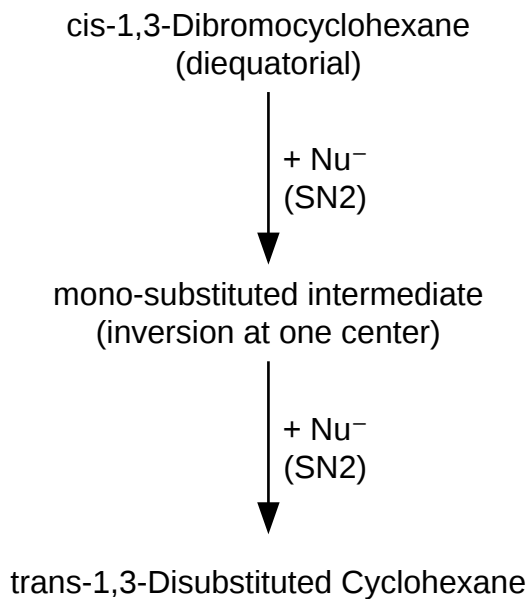 cis-1,3-Dibromocyclohexane
(diequatorial)
+ Nu⁻
(SN2)
mono-substituted intermediate
(inversion at one center)
+ Nu⁻
(SN2)
trans-1,3-Disubstituted Cyclohexane